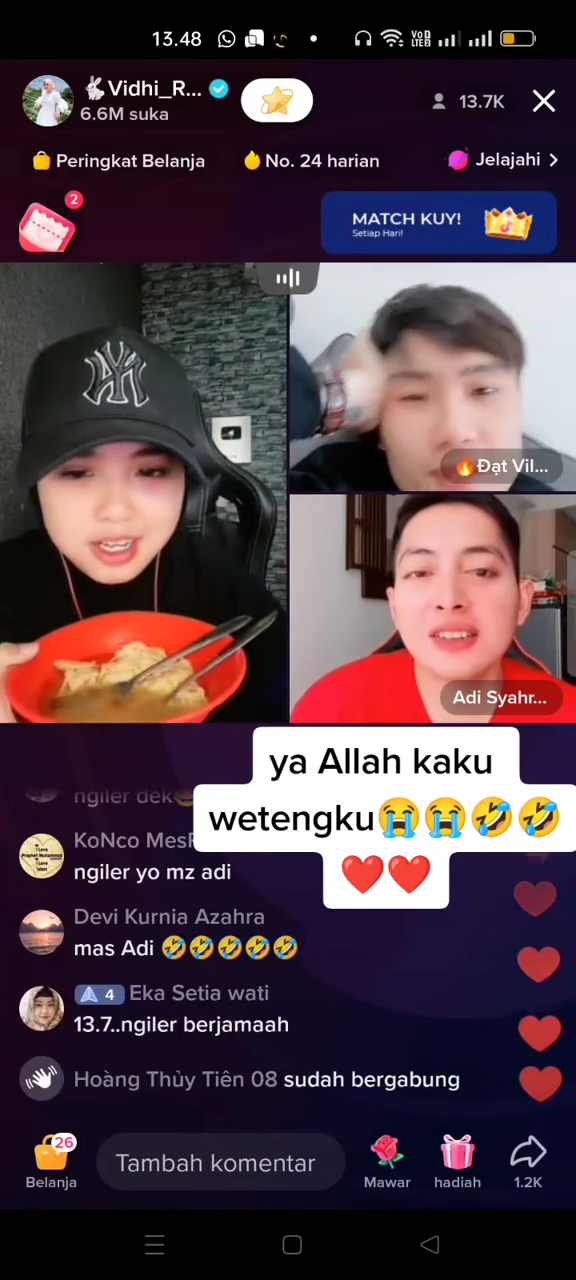 13.48
Vidhi_R...
6.6M suka
13.7K
Peringkat Belanja
No. 24 harian
Jelajahi
2
MATCH KUY!
Setiap Hari!
NY
🔥Đạt Vil...
Adi Syahr...
ya Allah kaku
wetengku😭😭🤣🤣
❤️❤️
ngiler dek
KoNco Mes
ngiler yo mz adi
Devi Kurnia Azahra
mas Adi 🤣🤣🤣🤣🤣
4 Eka Setia wati
13.7..ngiler berjamaah
Hoàng Thủy Tiên 08 sudah bergabung
26
Belanja
Tambah komentar
Mawar
hadiah
1.2K